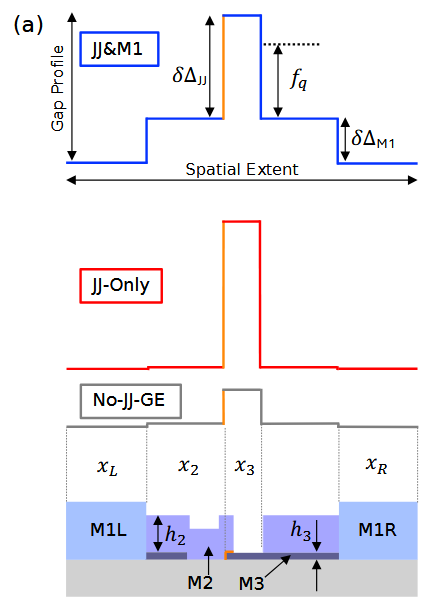 (a)
JJ&M1
Gap Profile
δΔJJ
fq
δΔM1
Spatial Extent
JJ-Only
No-JJ-GE
xL x2 x3 xR
M1L h2 h3 M1R
M2 M3